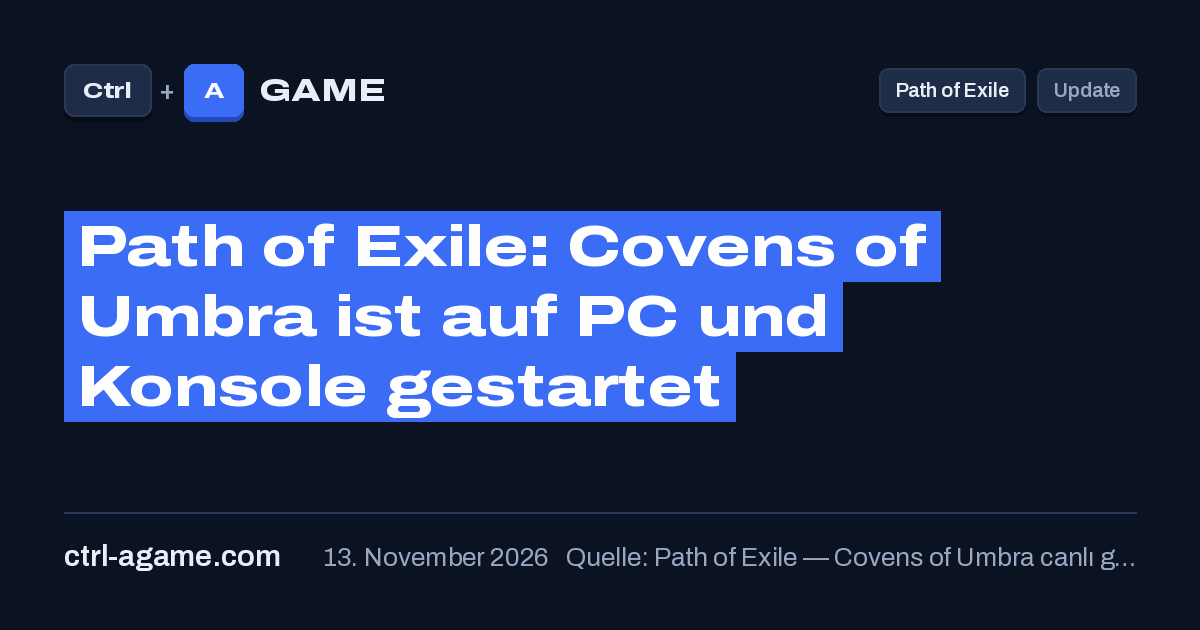 Ctrl + A GAME
Path of Exile Update
Path of Exile: Covens of
Umbra ist auf PC und
Konsole gestartet
ctrl-agame.com 13. November 2026 Quelle: Path of Exile — Covens of Umbra canlı g…